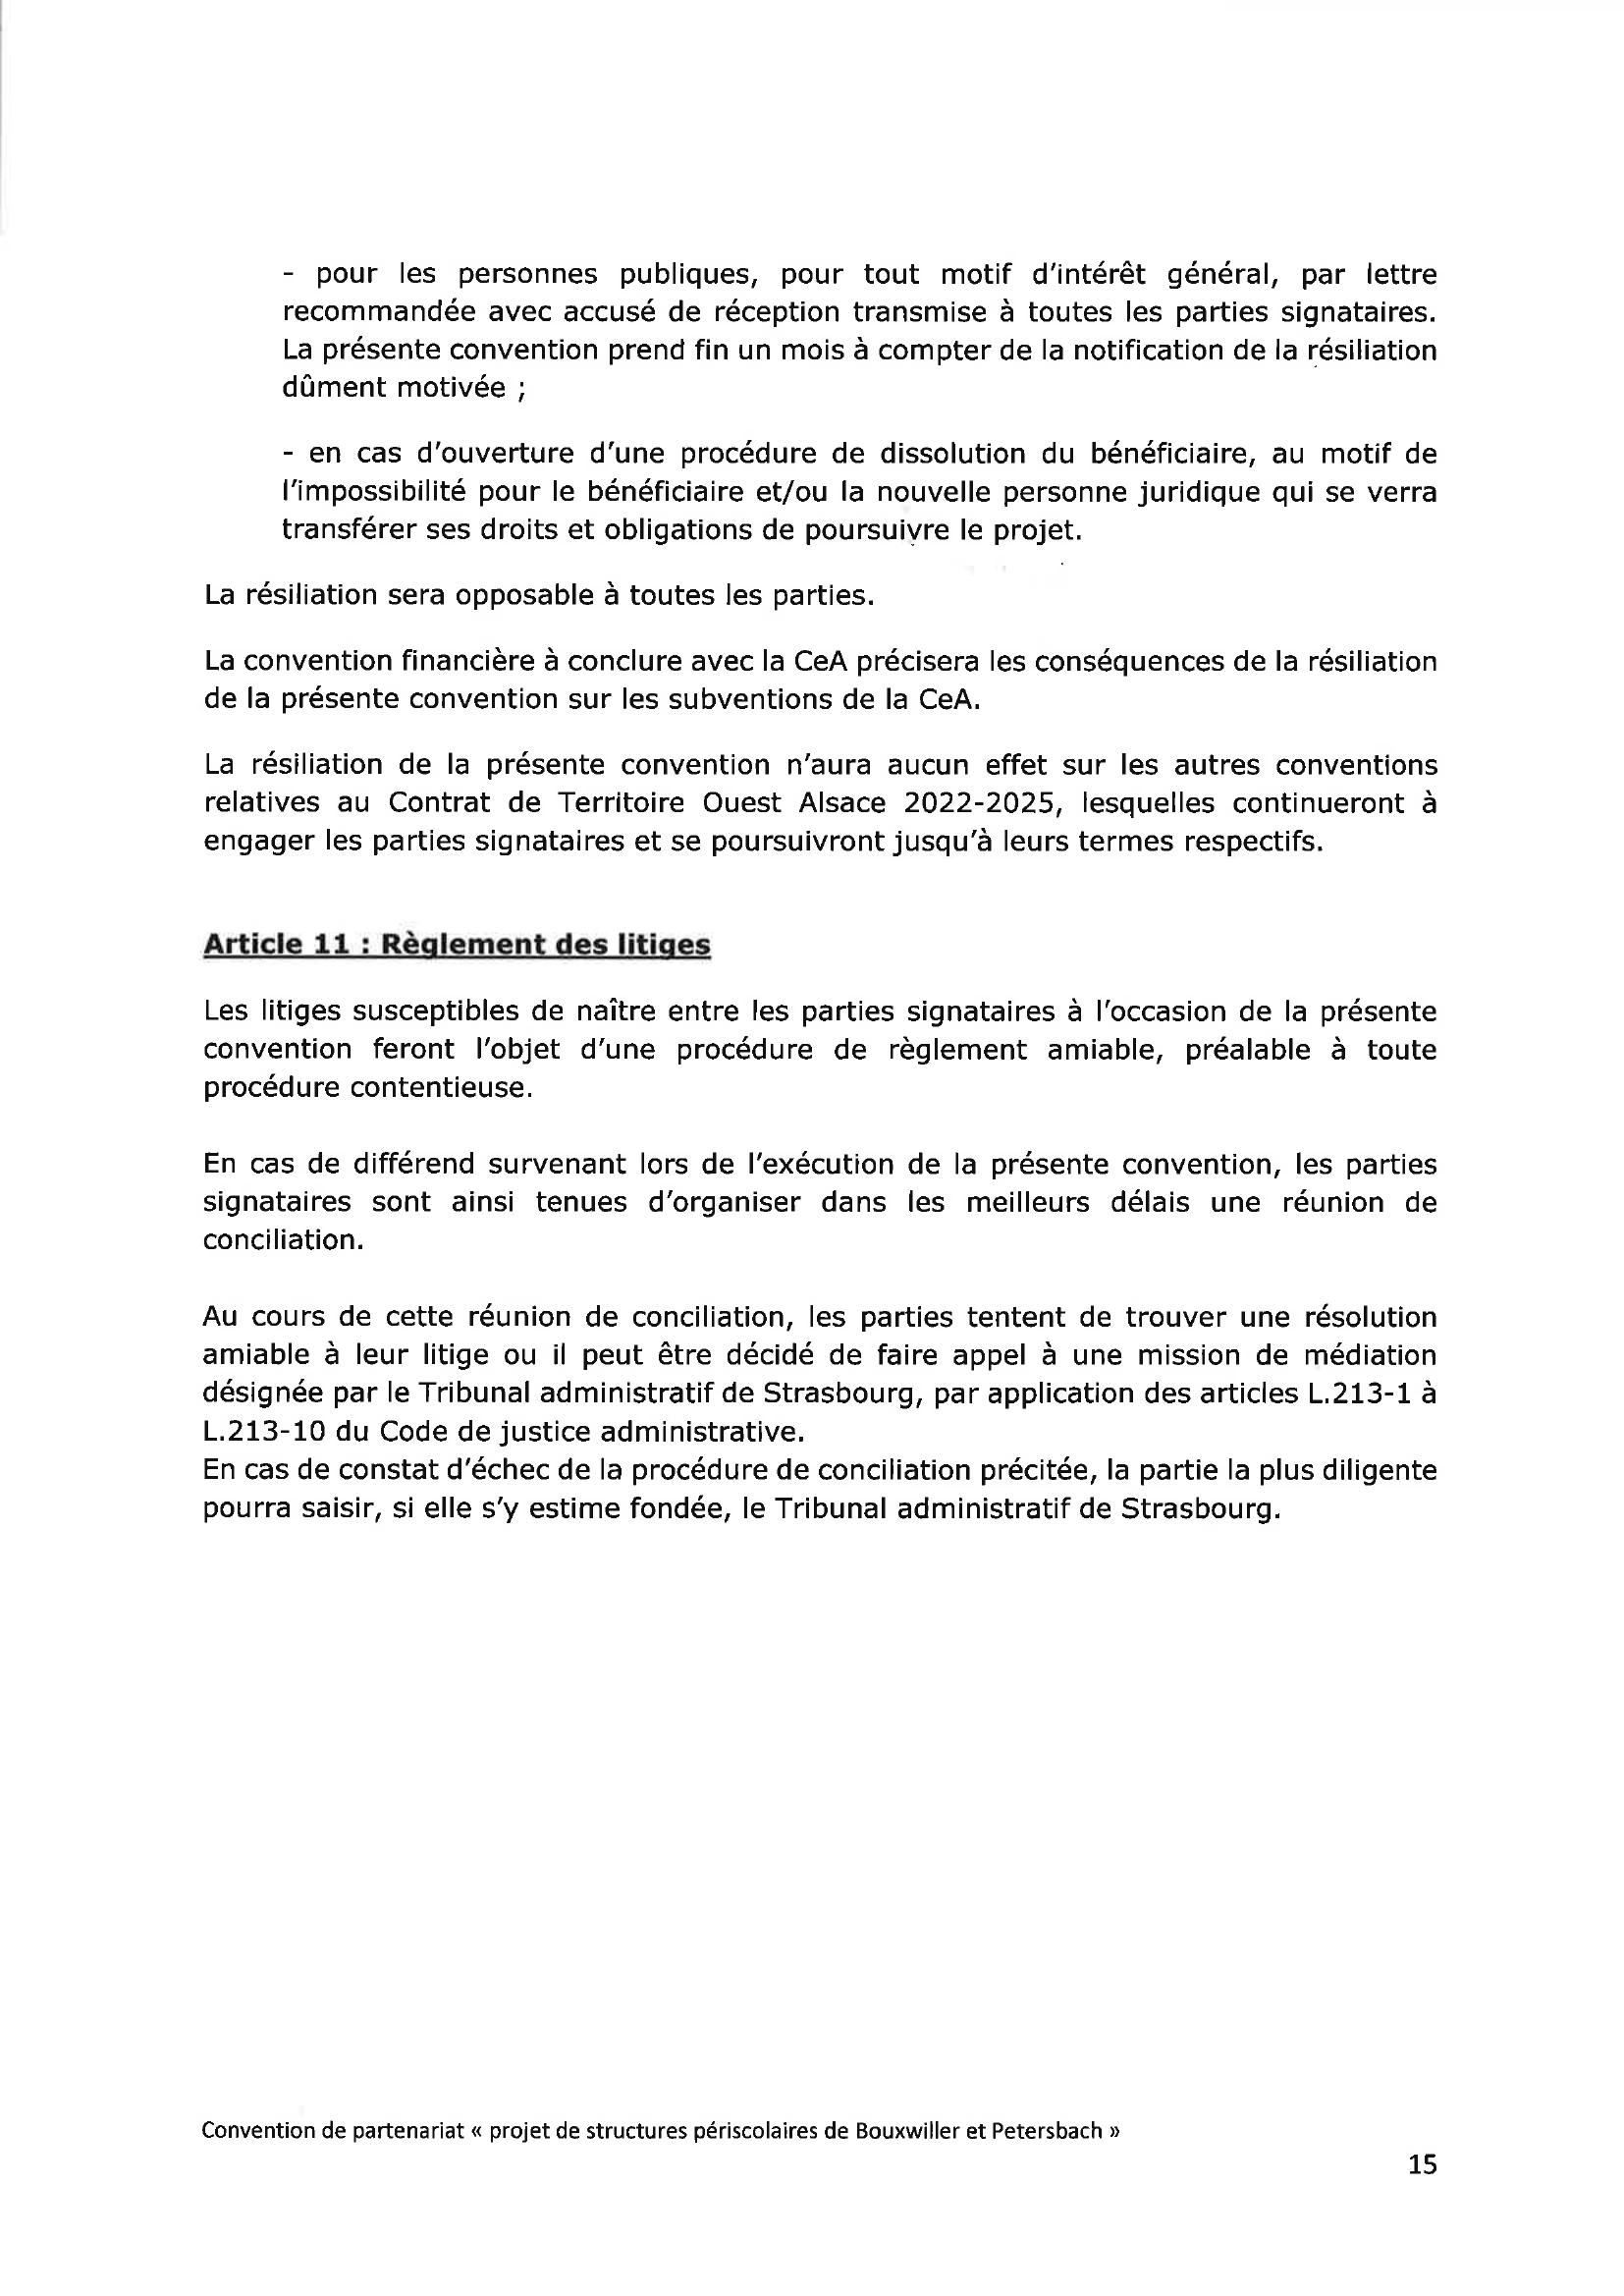 - pour les personnes publiques, pour tout motif d'intérêt général, par lettre
recommandée avec accusé de réception transmise à toutes les parties signataires.
La présente convention prend fin un mois à compter de la notification de la résiliation
dûment motivée ;
- en cas d'ouverture d'une procédure de dissolution du bénéficiaire, au motif de
l'impossibilité pour le bénéficiaire et/ou la nouvelle personne juridique qui se verra
transférer ses droits et obligations de poursuivre le projet.
La résiliation sera opposable à toutes les parties.
La convention financière à conclure avec la CeA précisera les conséquences de la résiliation
de la présente convention sur les subventions de la CeA.
La résiliation de la présente convention n'aura aucun effet sur les autres conventions
relatives au Contrat de Territoire Ouest Alsace 2022-2025, lesquelles continueront à
engager les parties signataires et se poursuivront jusqu'à leurs termes respectifs.
Article 11 : Règlement des litiges
Les litiges susceptibles de naître entre les parties signataires à l'occasion de la présente
convention feront l'objet d'une procédure de règlement amiable, préalable à toute
procédure contentieuse.
En cas de différend survenant lors de l'exécution de la présente convention, les parties
signataires sont ainsi tenues d'organiser dans les meilleurs délais une réunion de
conciliation.
Au cours de cette réunion de conciliation, les parties tentent de trouver une résolution
amiable à leur litige ou il peut être décidé de faire appel à une mission de médiation
désignée par le Tribunal administratif de Strasbourg, par application des articles L.213-1 à
L.213-10 du Code de justice administrative.
En cas de constat d'échec de la procédure de conciliation précitée, la partie la plus diligente
pourra saisir, si elle s'y estime fondée, le Tribunal administratif de Strasbourg.
Convention de partenariat « projet de structures périscolaires de Bouxwiller et Petersbach »
15